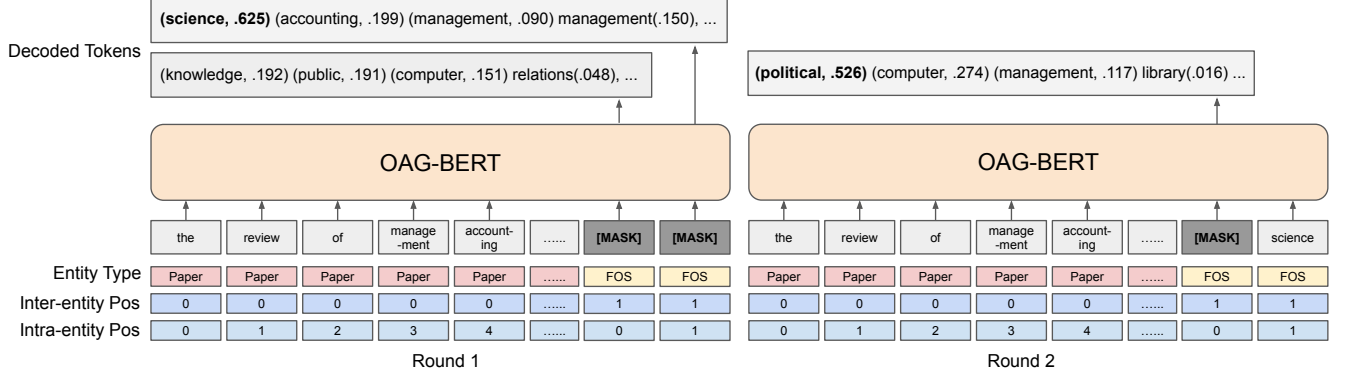 (science, .625) (accounting, .199) (management, .090) management(.150), ...
Decoded Tokens
(knowledge, .192) (public, .191) (computer, .151) relations(.048), ...
(political, .526) (computer, .274) (management, .117) library(.016) ...
OAG-BERT OAG-BERT
the review of manage-ment account-ing ...... [MASK] [MASK] the review of manage-ment account-ing ...... [MASK] science
Entity Type Paper Paper Paper Paper Paper ...... FOS FOS Paper Paper Paper Paper Paper ...... FOS FOS
Inter-entity Pos 0 0 0 0 0 ...... 1 1 0 0 0 0 0 ...... 1 1
Intra-entity Pos 0 1 2 3 4 ...... 0 1 0 1 2 3 4 ...... 0 1
Round 1 Round 2